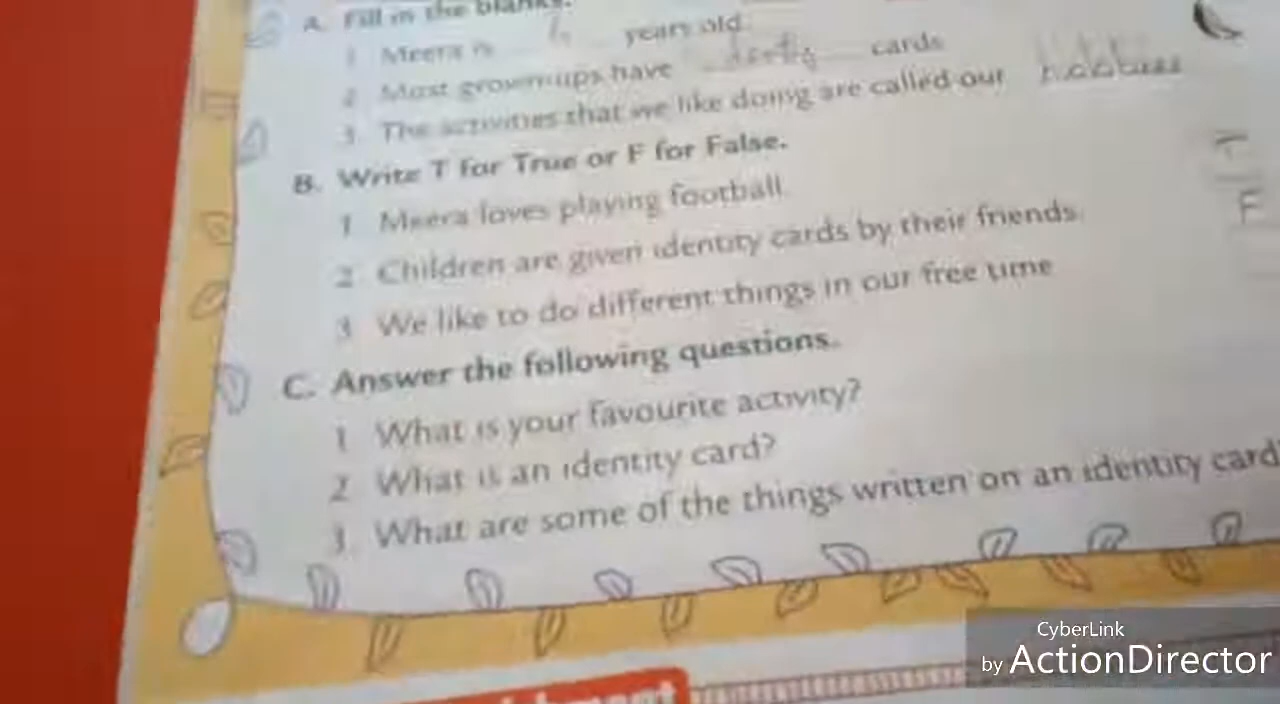 A. Fill in the blanks.
1 Meera is years old.
2 Most grown-ups have cards
3. The activities that we like doing are called our hobbies
B. Write T for True or F for False.
1 Meera loves playing football. T
2 Children are given identity cards by their friends. F
3 We like to do different things in our free time
C. Answer the following questions.
1 What is your favourite activity?
2 What is an identity card?
3. What are some of the things written on an identity card
CyberLink
by ActionDirector